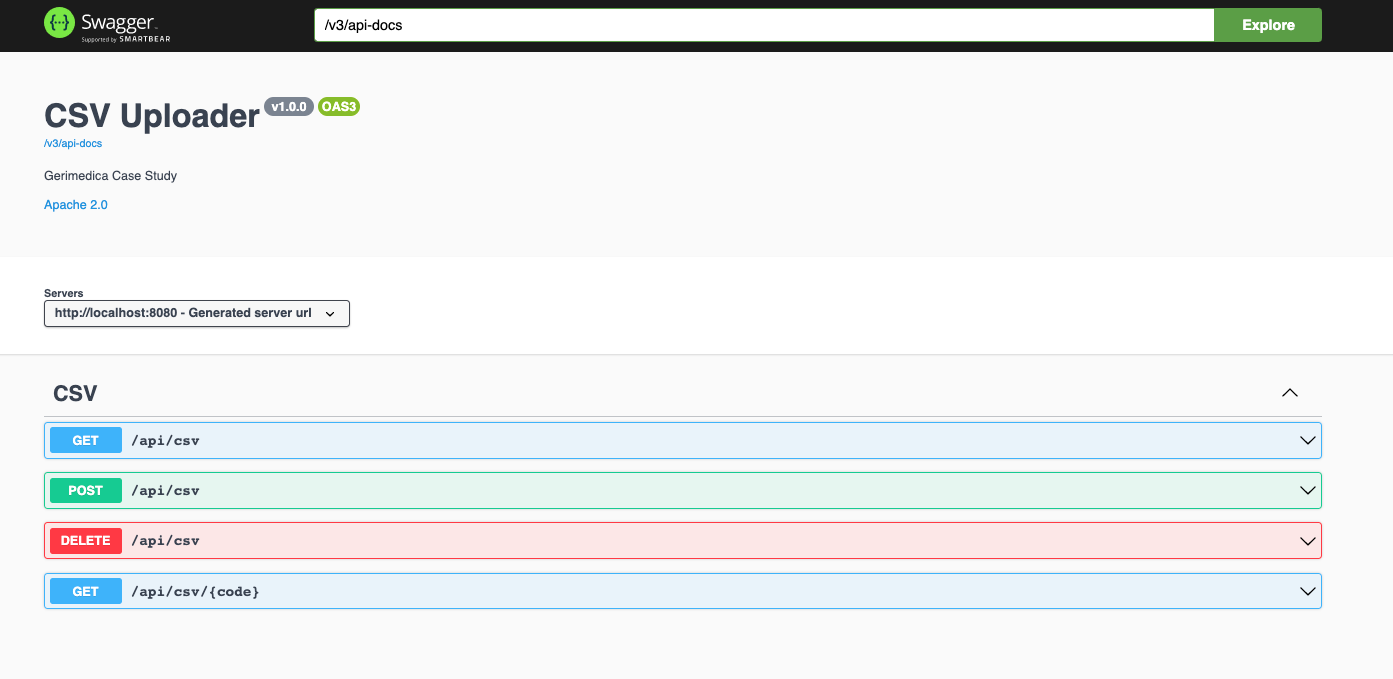 {···} Swagger™
Supported by SMARTBEAR
/v3/api-docs
Explore
CSV Uploader v1.0.0 OAS3
/v3/api-docs
Gerimedica Case Study
Apache 2.0
Servers
http://localhost:8080 - Generated server url
CSV
GET /api/csv
POST /api/csv
DELETE /api/csv
GET /api/csv/{code}